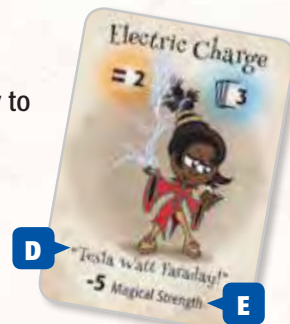 Electric Charge
= 2
3
to
D
"Tesla Watt Faraday!"
-5 Magical Strength
E